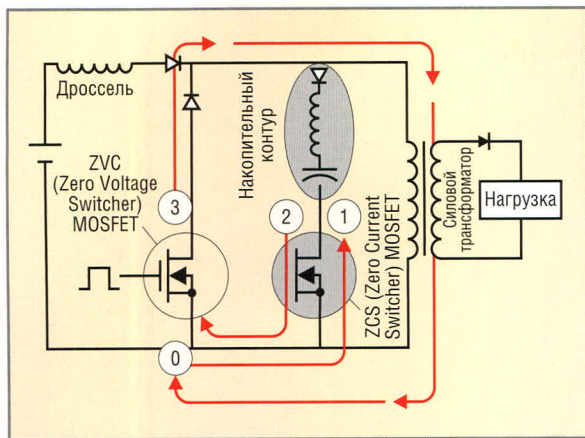 Дроссель
ZVC
(Zero Voltage
Switcher)
MOSFET
3
Накопительный
контур
2
1
ZCS (Zero Current
Switcher) MOSFET
0
Силовой
трансформатор
Нагрузка